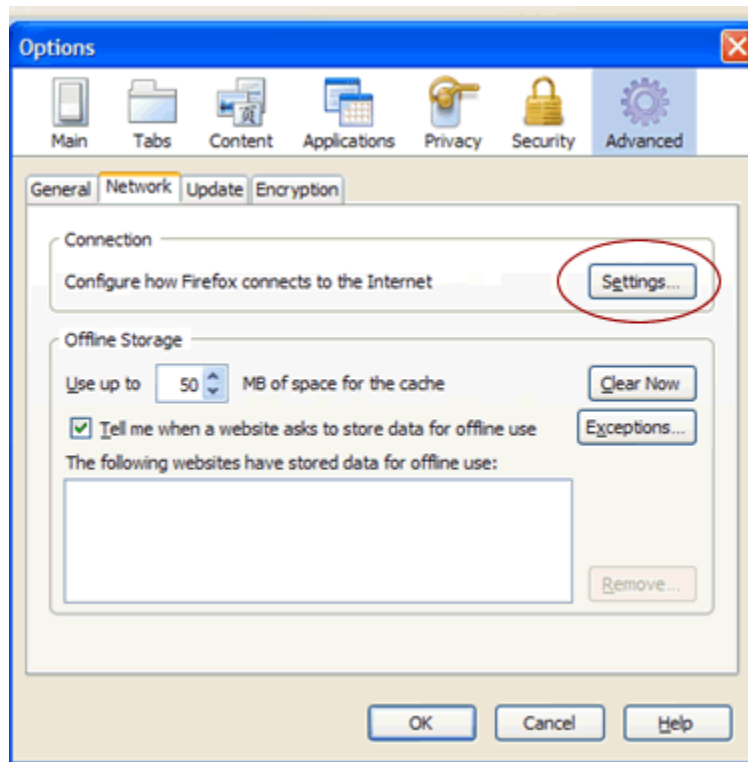 Options
Main Tabs Content Applications Privacy Security Advanced
General Network Update Encryption
Connection
Configure how Firefox connects to the Internet Settings...
Offline Storage
Use up to 50 MB of space for the cache Clear Now
Tell me when a website asks to store data for offline use Exceptions...
The following websites have stored data for offline use:
Remove...
OK Cancel Help